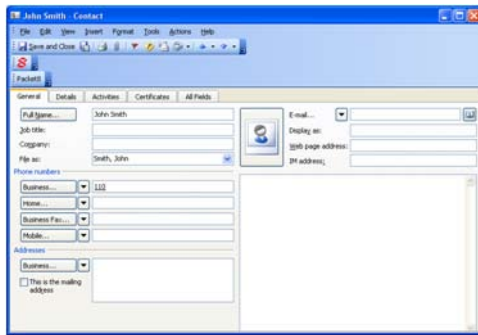 John Smith - Contact
File Edit View Insert Format Tools Actions Help
Save and Close
Packet8
General Details Activities Certificates All Fields
Full Name... John Smith
Job title:
Company:
File as: Smith, John
E-mail...
Display as:
Web page address:
IM address:
Phone numbers
Business... 110
Home...
Business Fax...
Mobile...
Addresses
Business...
This is the mailing
address